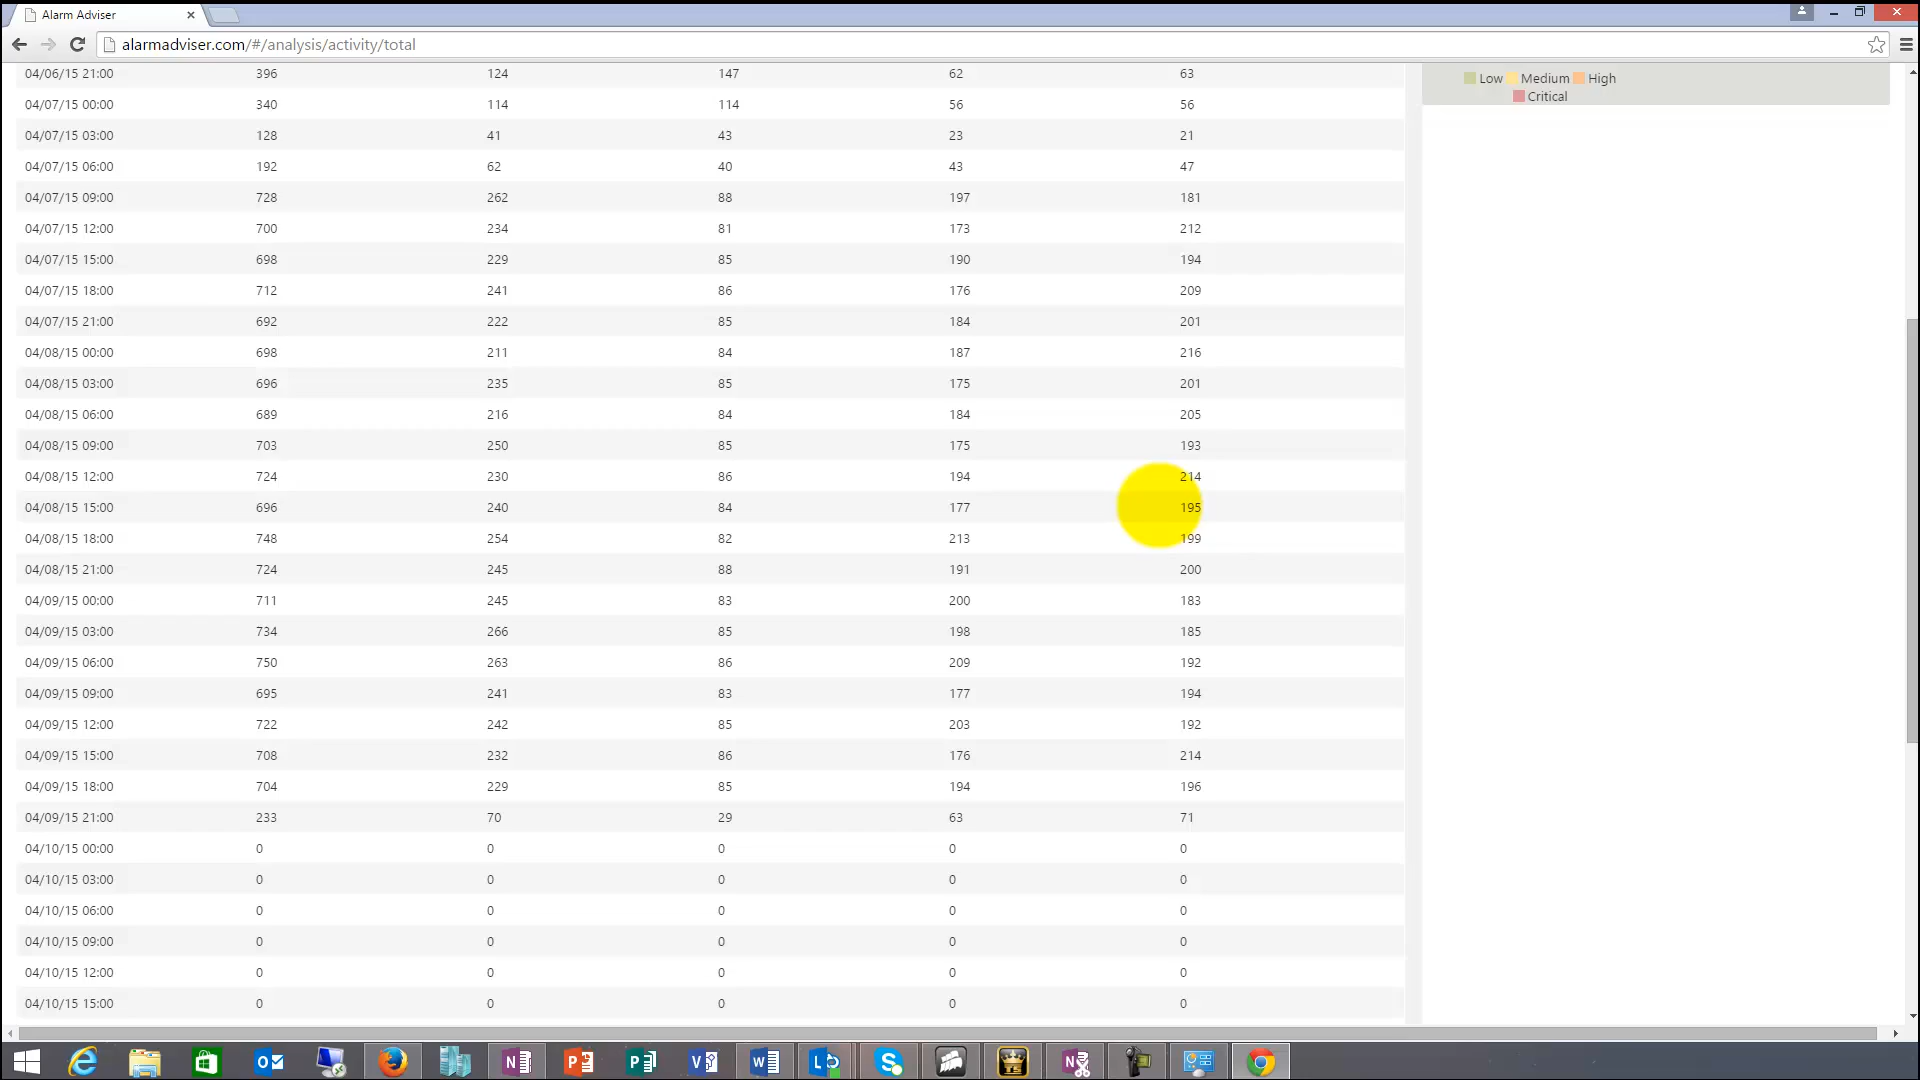 Alarm Adviser
alarmadviser.com/#/analysis/activity/total
04/06/15 21:00 396 124 147 62 63
04/07/15 00:00 340 114 114 56 56
04/07/15 03:00 128 41 43 23 21
04/07/15 06:00 192 62 40 43 47
04/07/15 09:00 728 262 88 197 181
04/07/15 12:00 700 234 81 173 212
04/07/15 15:00 698 229 85 190 194
04/07/15 18:00 712 241 86 176 209
04/07/15 21:00 692 222 85 184 201
04/08/15 00:00 698 211 84 187 216
04/08/15 03:00 696 235 85 175 201
04/08/15 06:00 689 216 84 184 205
04/08/15 09:00 703 250 85 175 193
04/08/15 12:00 724 230 86 194 214
04/08/15 15:00 696 240 84 177 195
04/08/15 18:00 748 254 82 213 199
04/08/15 21:00 724 245 88 191 200
04/09/15 00:00 711 245 83 200 183
04/09/15 03:00 734 266 85 198 185
04/09/15 06:00 750 263 86 209 192
04/09/15 09:00 695 241 83 177 194
04/09/15 12:00 722 242 85 203 192
04/09/15 15:00 708 232 86 176 214
04/09/15 18:00 704 229 85 194 196
04/09/15 21:00 233 70 29 63 71
04/10/15 00:00 0 0 0 0 0
04/10/15 03:00 0 0 0 0 0
04/10/15 06:00 0 0 0 0 0
04/10/15 09:00 0 0 0 0 0
04/10/15 12:00 0 0 0 0 0
04/10/15 15:00 0 0 0 0 0
Low Medium High
Critical